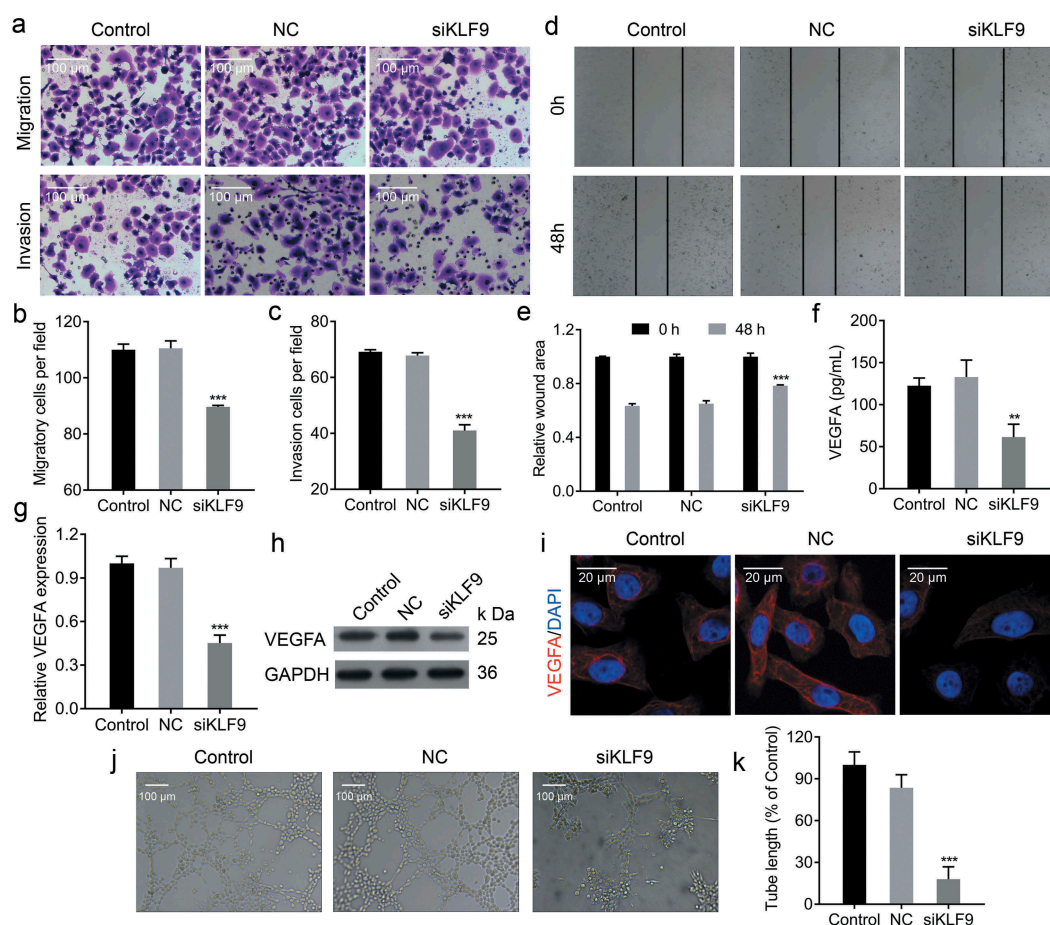 a
Control NC siKLF9
Migration
100 μm 100 μm 100 μm
Invasion
100 μm 100 μm 100 μm
d
Control NC siKLF9
0h
48h
b
Migratory cells per field
120
100
80
60
***
Control NC siKLF9
c
Invasion cells per field
80
60
40
20
***
Control NC siKLF9
e
0 h 48 h
Relative wound area
1.2
0.9
0.6
0.3
0.0
***
Control NC siKLF9
f
VEGFA (pg/mL)
200
150
100
50
0
**
Control NC siKLF9
g
Relative VEGFA expression
1.2
0.9
0.6
0.3
0.0
***
Control NC siKLF9
h
Control NC siKLF9 k Da
VEGFA 25
GAPDH 36
i
Control NC siKLF9
VEGFA/DAPI
20 μm 20 μm 20 μm
j
Control NC siKLF9
100 μm 100 μm 100 μm
k
Tube length (% of Control)
120
90
60
30
0
***
Control NC siKLF9